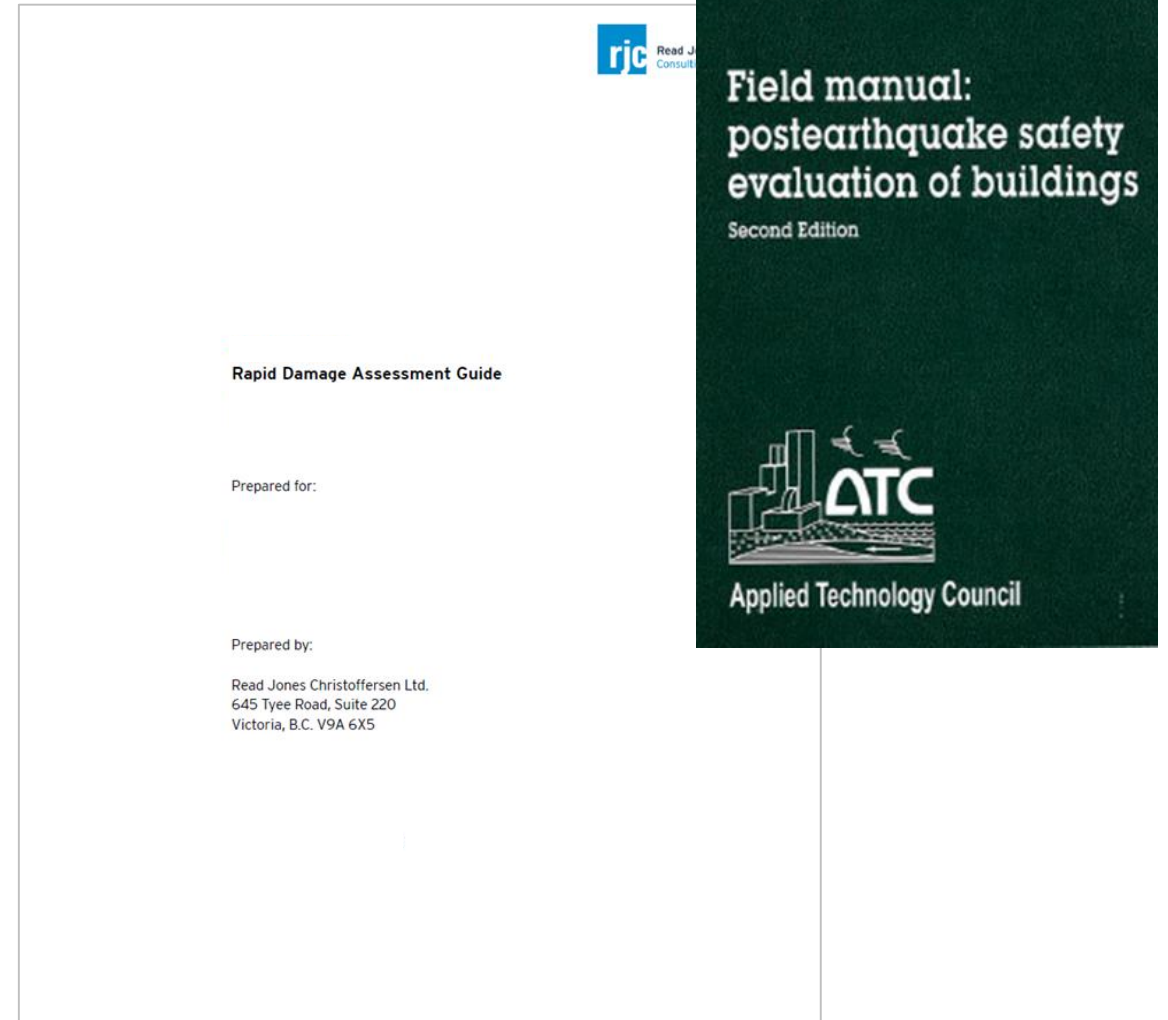 rjc
Read J
Consulti
Rapid Damage Assessment Guide
Prepared for:
Prepared by:
Read Jones Christoffersen Ltd.
645 Tyee Road, Suite 220
Victoria, B.C. V9A 6X5
Field manual:
postearthquake safety
evaluation of buildings
Second Edition
ATC
Applied Technology Council